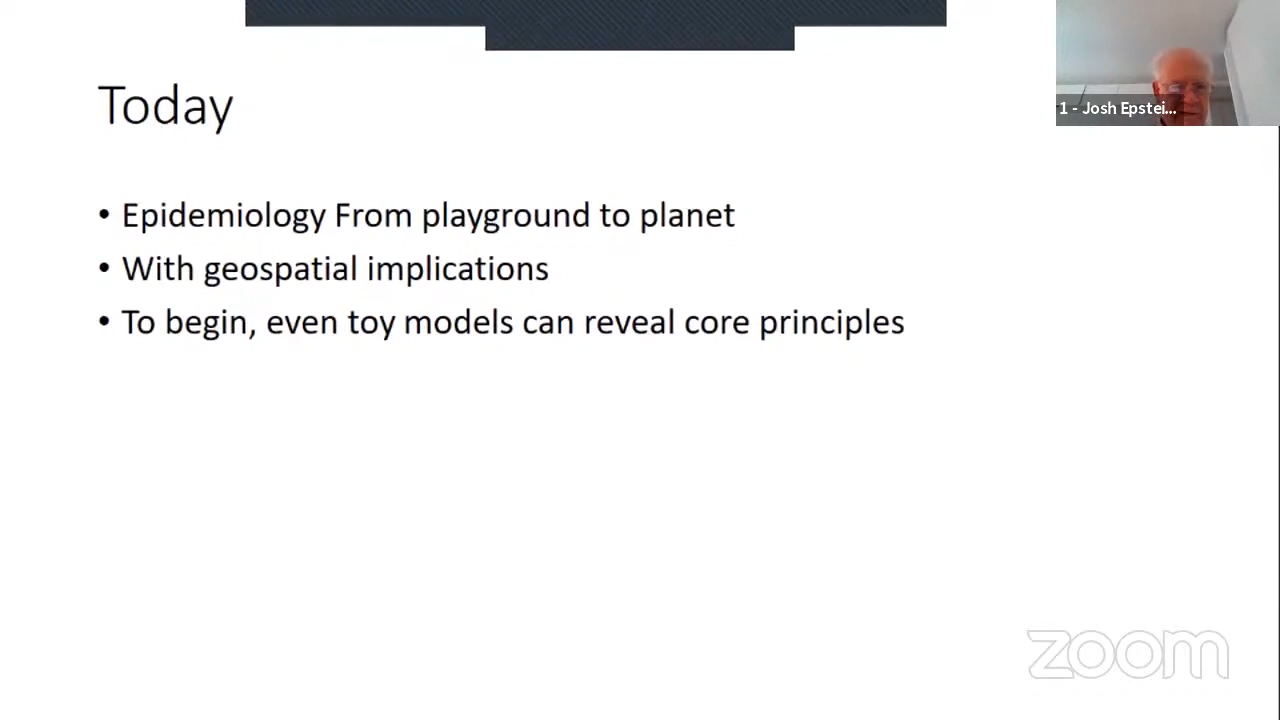 Today
1 - Josh Epstei...
• Epidemiology From playground to planet
• With geospatial implications
• To begin, even toy models can reveal core principles
zoom